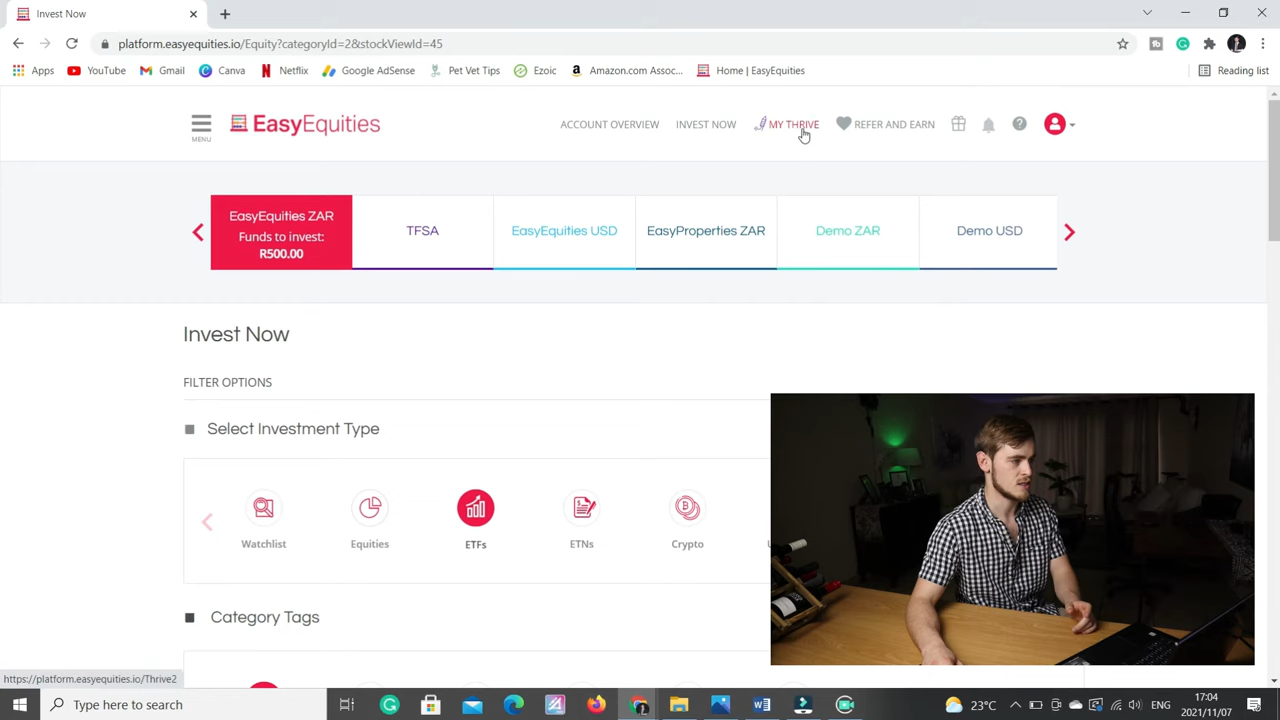 Invest Now
platform.easyequities.io/Equity?categoryId=2&stockViewId=45
Apps YouTube Gmail Canva Netflix Google AdSense Pet Vet Tips Ezoic Amazon.com Assoc... Home | EasyEquities Reading list
MENU
EasyEquities
ACCOUNT OVERVIEW INVEST NOW MY THRIVE REFER AND EARN
EasyEquities ZAR
Funds to invest:
R500.00
TFSA
EasyEquities USD
EasyProperties ZAR
Demo ZAR
Demo USD
Invest Now
FILTER OPTIONS
Select Investment Type
Watchlist Equities ETFs ETNs Crypto
Category Tags
https://platform.easyequities.io/Thrive2
Type here to search
23°C
ENG
17:04
2021/11/07